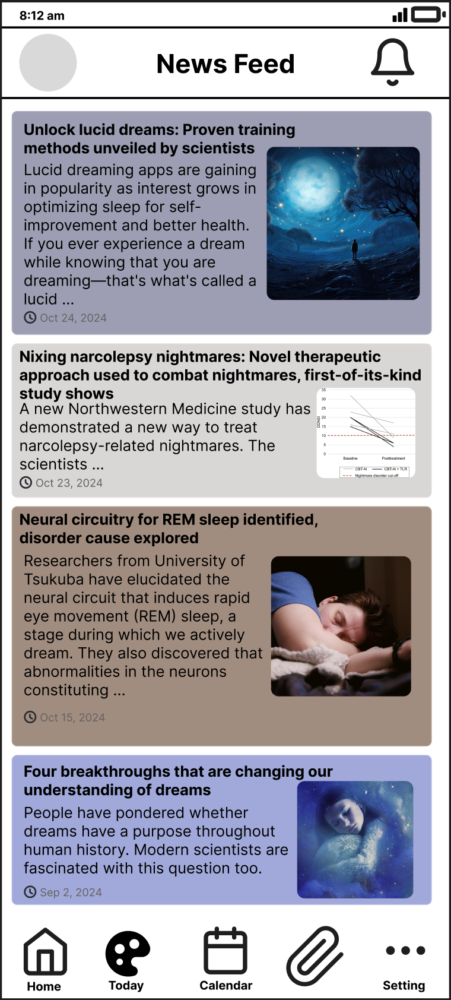 8:12 am
News Feed
Unlock lucid dreams: Proven training
methods unveiled by scientists
Lucid dreaming apps are gaining
in popularity as interest grows in
optimizing sleep for self-
improvement and better health.
If you ever experience a dream
while knowing that you are
dreaming—that's what's called a
lucid ...
Oct 24, 2024
Nixing narcolepsy nightmares: Novel therapeutic
approach used to combat nightmares, first-of-its-kind
study shows
A new Northwestern Medicine study has
demonstrated a new way to treat
narcolepsy-related nightmares. The
scientists ...
Oct 23, 2024
35
30
25
20
15
10
5
0
DDNSI
Baseline Posttreatment
CBT-N CBT-N + TLR
Nightmare disorder cut-off
Neural circuitry for REM sleep identified,
disorder cause explored
Researchers from University of
Tsukuba have elucidated the
neural circuit that induces rapid
eye movement (REM) sleep, a
stage during which we actively
dream. They also discovered that
abnormalities in the neurons
constituting ...
Oct 15, 2024
Four breakthroughs that are changing our
understanding of dreams
People have pondered whether
dreams have a purpose throughout
human history. Modern scientists are
fascinated with this question too.
Sep 2, 2024
Home Today Calendar Setting